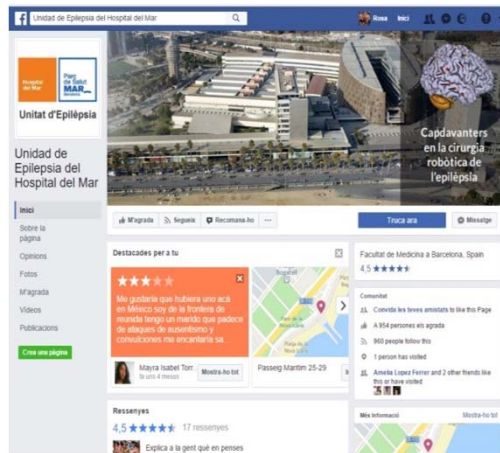 Unidad de Epilepsia del Hospital del Mar
Rosa Inici
Hospital del Mar
Parc de Salut MAR
Barcelona
Unitat d'Epilèpsia
Capdavanters
en la cirurgia
robòtica de
l'epilèpsia
Unidad de
Epilepsia del
Hospital del Mar
Inici
Sobre la
pàgina
Opinions
Fotos
M'agrada
Vídeos
Publicacions
Crea una pàgina
M'agrada Segueix Recomana-ho ...
Truca ara Missatge
Destacades per a tu
Me gustaría que hubiera uno acá
en México soy de la frontera de
reunida tengo un marido que padece
de ataques de ausentismo y
convulciones ma encantaría sa...
Mayra Isabel Torr...
fa uns 4 mesos
Mostra-ho tot
Passeig Marítim 25-29
Ressenyes
4,5 17 ressenyes
Explica a la gent què en penses
Facultat de Medicina a Barcelona, Spain
4,5
Comunitat
Convida les teves amistats to like this Page
A 954 persones els agrada
960 people follow this
1 person has visited
Amelia Lopez Ferrer and 2 other friends like
this or have visited
Més informació Mostra-ho tot